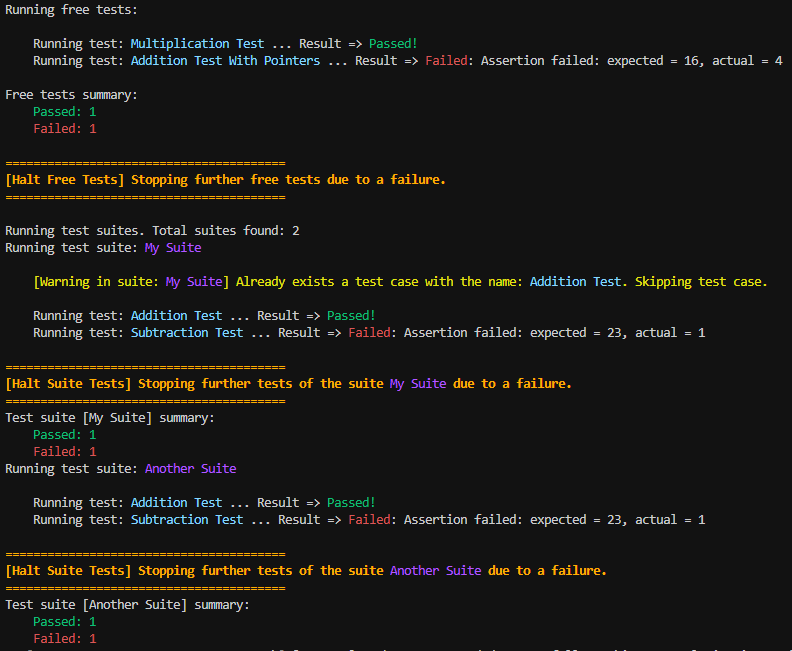 Running free tests:
Running test: Multiplication Test ... Result => Passed!
Running test: Addition Test With Pointers ... Result => Failed: Assertion failed: expected = 16, actual = 4
Free tests summary:
Passed: 1
Failed: 1
========================================
[Halt Free Tests] Stopping further free tests due to a failure.
========================================
Running test suites. Total suites found: 2
Running test suite: My Suite
[Warning in suite: My Suite] Already exists a test case with the name: Addition Test. Skipping test case.
Running test: Addition Test ... Result => Passed!
Running test: Subtraction Test ... Result => Failed: Assertion failed: expected = 23, actual = 1
========================================
[Halt Suite Tests] Stopping further tests of the suite My Suite due to a failure.
========================================
Test suite [My Suite] summary:
Passed: 1
Failed: 1
Running test suite: Another Suite
Running test: Addition Test ... Result => Passed!
Running test: Subtraction Test ... Result => Failed: Assertion failed: expected = 23, actual = 1
========================================
[Halt Suite Tests] Stopping further tests of the suite Another Suite due to a failure.
========================================
Test suite [Another Suite] summary:
Passed: 1
Failed: 1